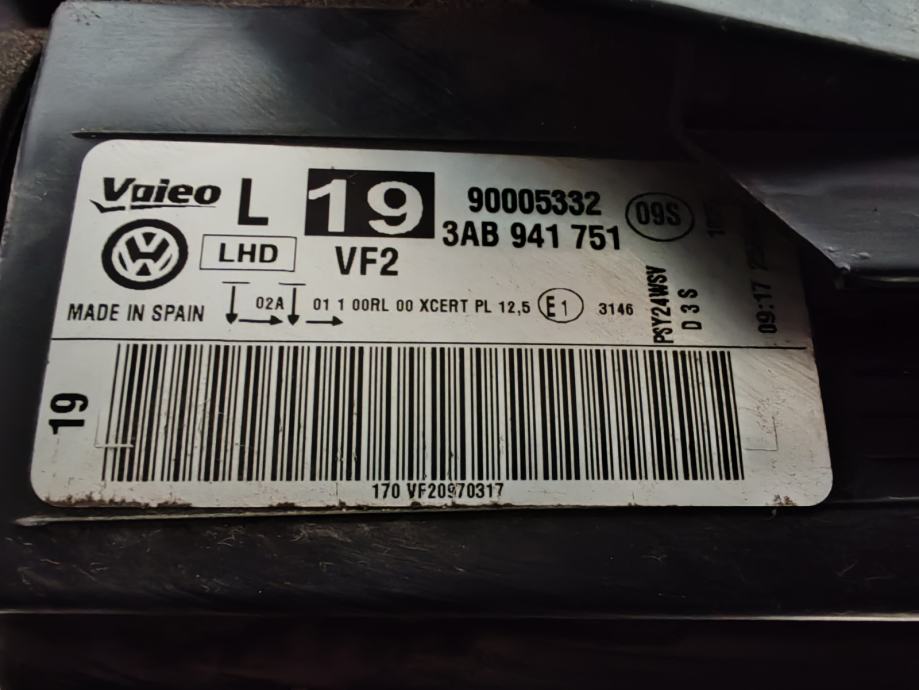 Valeo L 19 90005332 09S
LHD VF2 3AB 941 751
MADE IN SPAIN 02A 01 1 00RL 00 XCERT PL 12,5 E1 3146
PSY24WSV
D3S
09:17
19
170 VF20970317